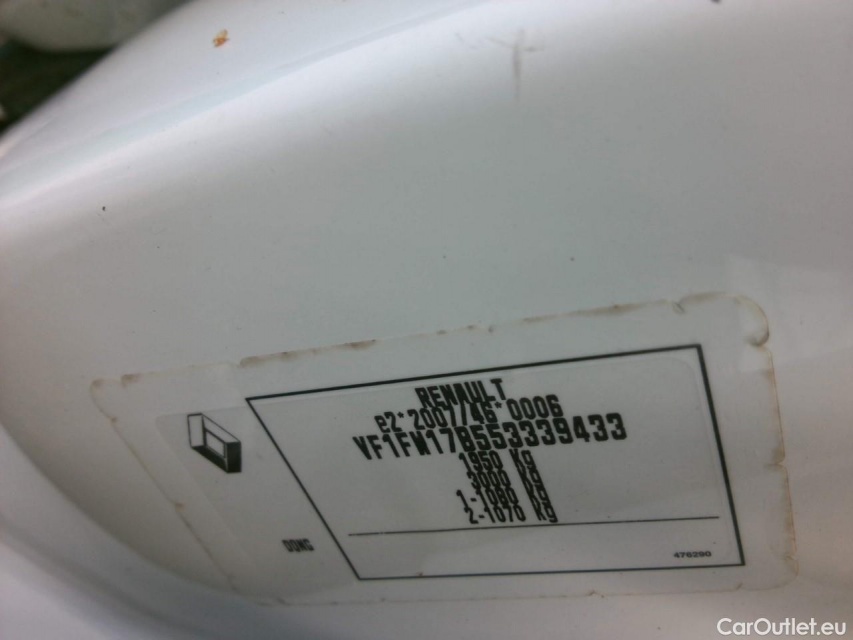 RENAULT
e2*2007/46*0006
VF1FW17B553339433
1950 Kg
3000 Kg
1-1090 Kg
2-1070 Kg
DONG
476290
CarOutlet.eu